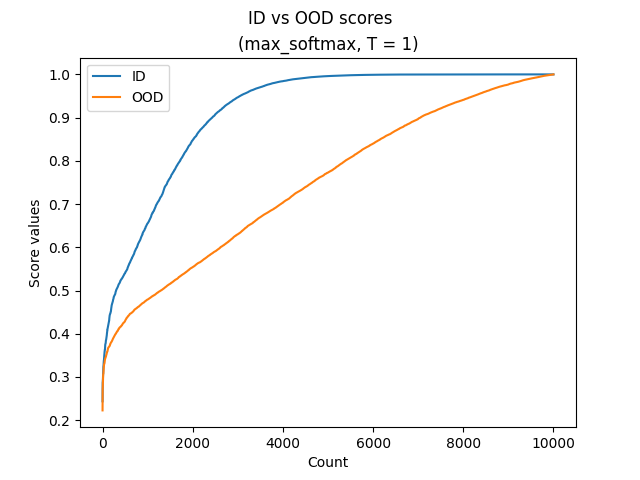 ID vs OOD scores
(max_softmax, T = 1)
ID
OOD
1.0
0.9
0.8
0.7
0.6
0.5
0.4
0.3
0.2
Score values
0 2000 4000 6000 8000 10000
Count